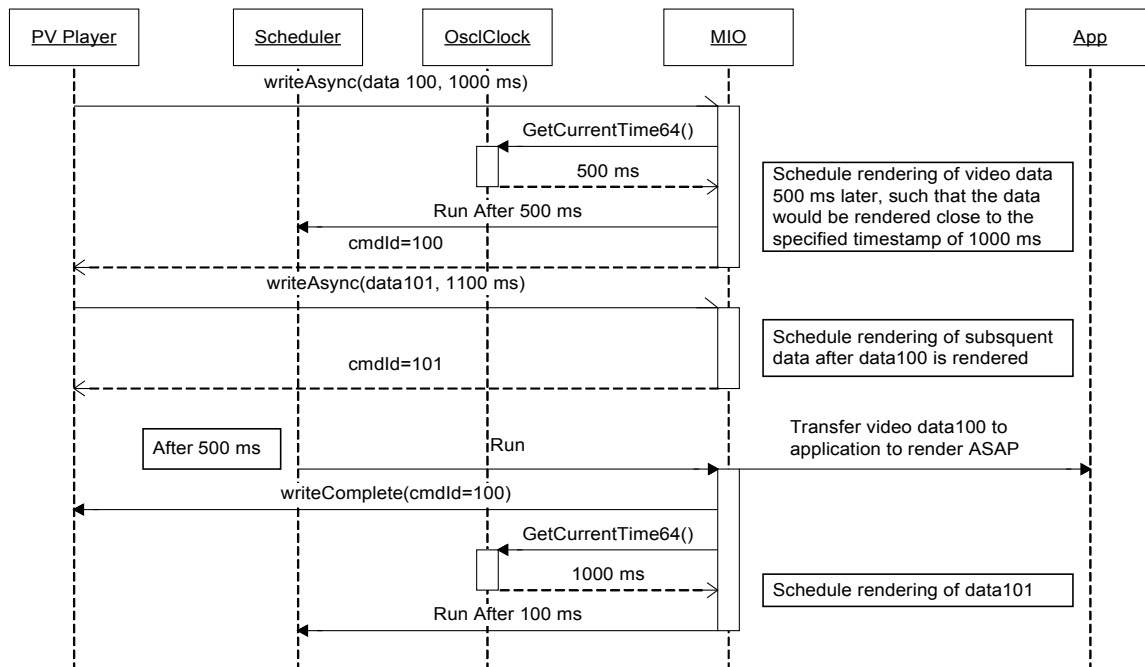 PV Player
Scheduler
OsclClock
MIO
App
writeAsync(data 100, 1000 ms)
GetCurrentTime64()
500 ms
Schedule rendering of video data
500 ms later, such that the data
would be rendered close to the
specified timestamp of 1000 ms
Run After 500 ms
cmdId=100
writeAsync(data101, 1100 ms)
Schedule rendering of subsquent
data after data100 is rendered
cmdId=101
After 500 ms
Run
Transfer video data100 to
application to render ASAP
writeComplete(cmdId=100)
GetCurrentTime64()
1000 ms
Schedule rendering of data101
Run After 100 ms